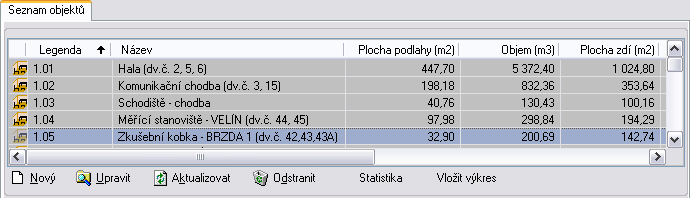 Seznam objektů
Legenda Název Plocha podlahy (m2) Objem (m3) Plocha zdí (m2)
1.01 Hala (dv.č. 2, 5, 6) 447,70 5 372,40 1 024,80
1.02 Komunikační chodba (dv.č. 3, 15) 198,18 832,36 353,64
1.03 Schodiště - chodba 40,76 130,43 100,16
1.04 Měřící stanoviště - VELÍN (dv.č. 44, 45) 97,98 298,84 194,29
1.05 Zkušební kobka - BRZDA 1 (dv.č. 42,43,43A) 32,90 200,69 142,74
Nový Upravit Aktualizovat Odstranit Statistika Vložit výkres